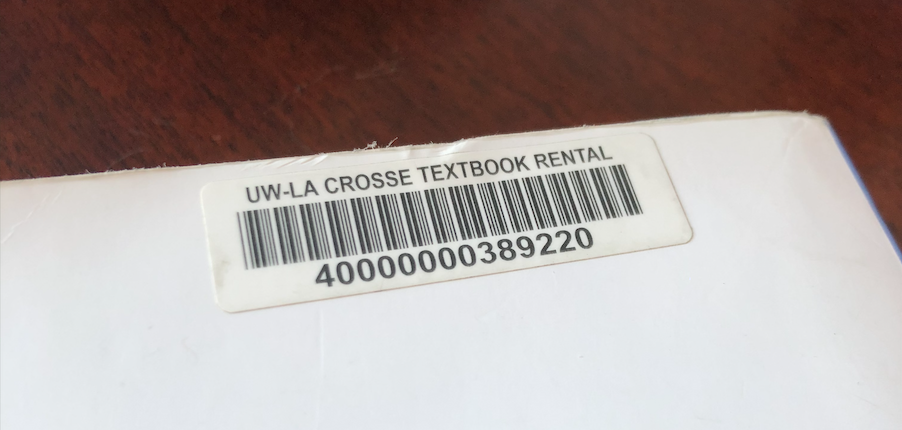 UW-LA CROSSE TEXTBOOK RENTAL
40000000389220